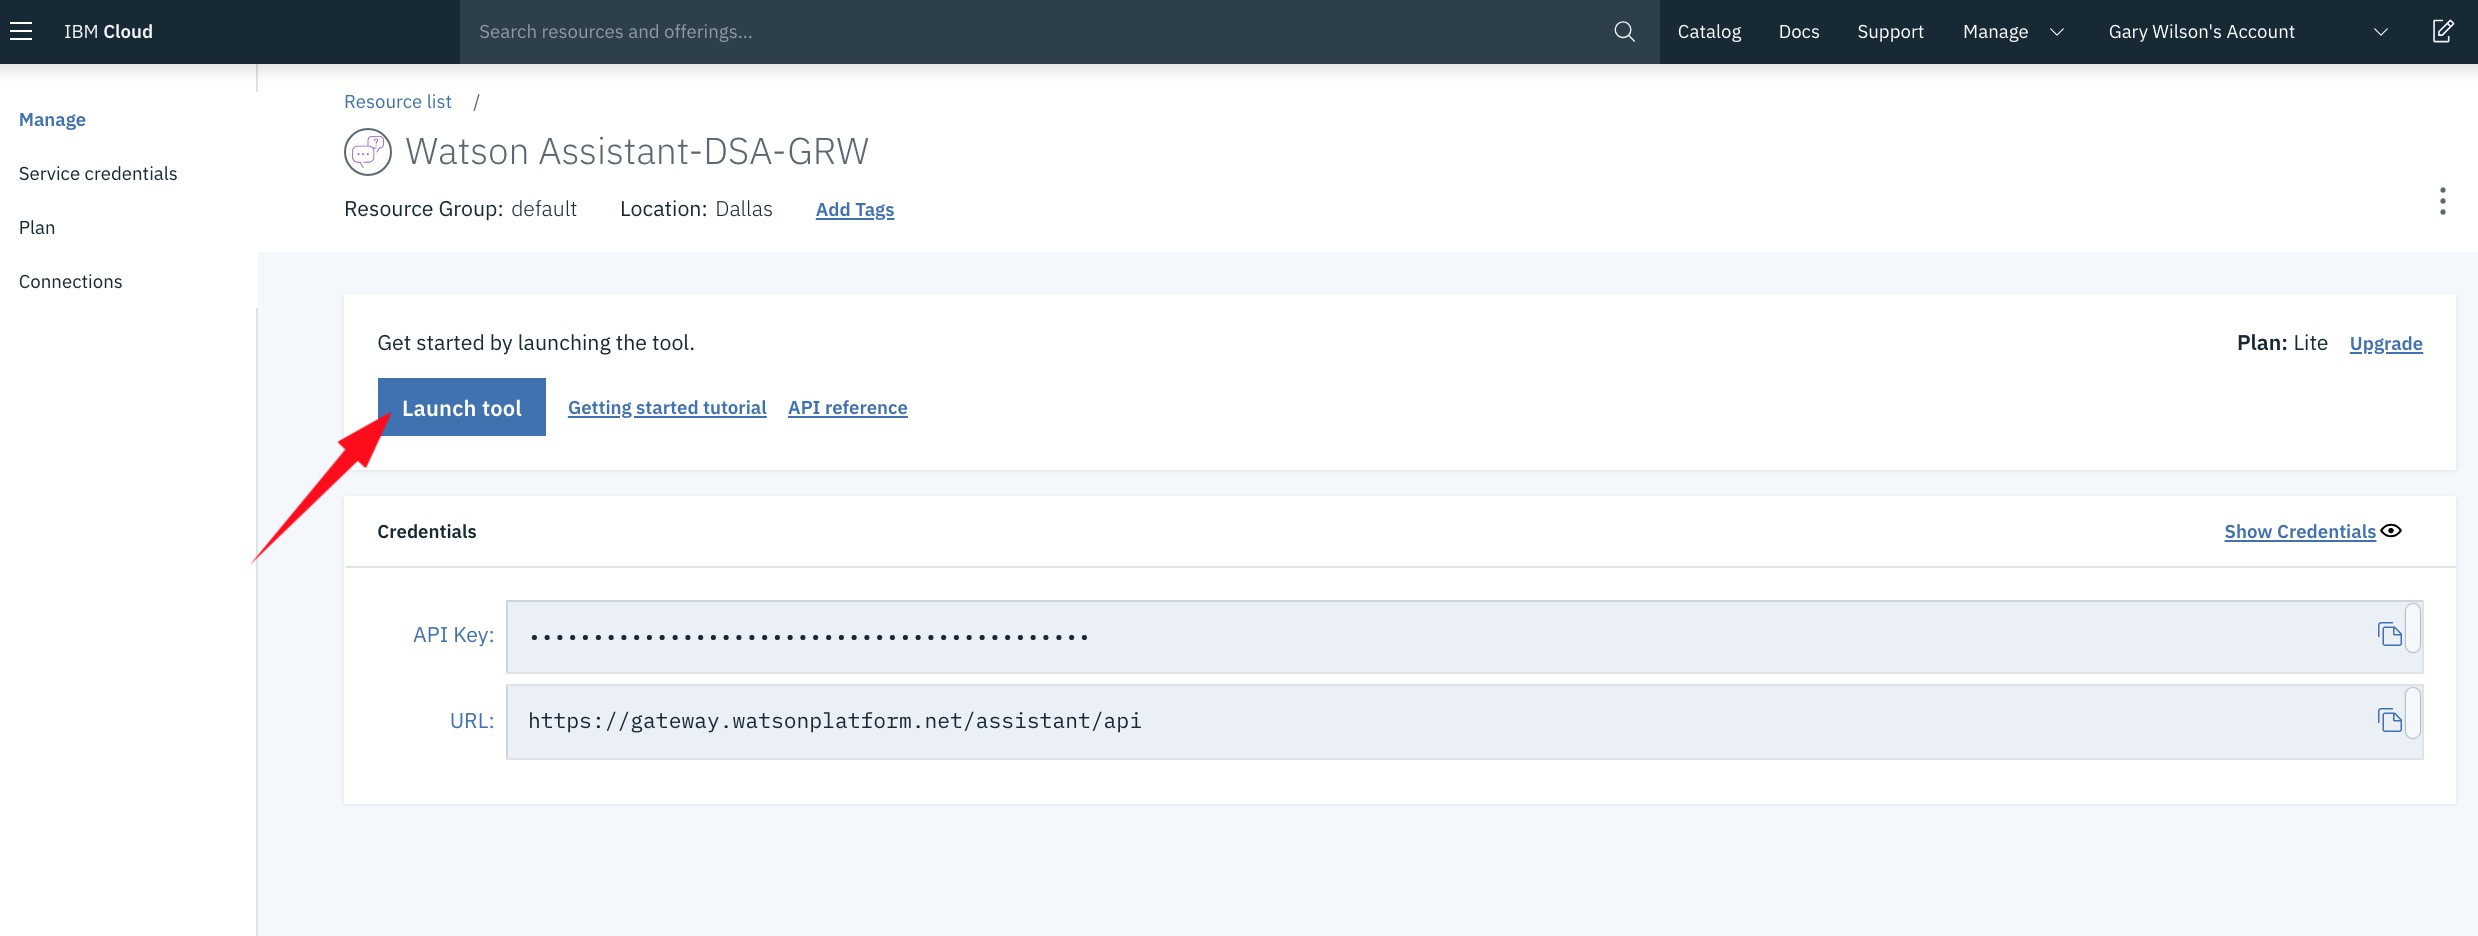 IBM Cloud Search resources and offerings... Catalog Docs Support Manage Gary Wilson's Account
Manage
Service credentials
Plan
Connections
Resource list /
Watson Assistant-DSA-GRW
Resource Group: default Location: Dallas Add Tags
Get started by launching the tool. Plan: Lite Upgrade
Launch tool Getting started tutorial API reference
Credentials Show Credentials
API Key: ••••••••••••••••••••••••••••••••••••••••••••
URL: https://gateway.watsonplatform.net/assistant/api